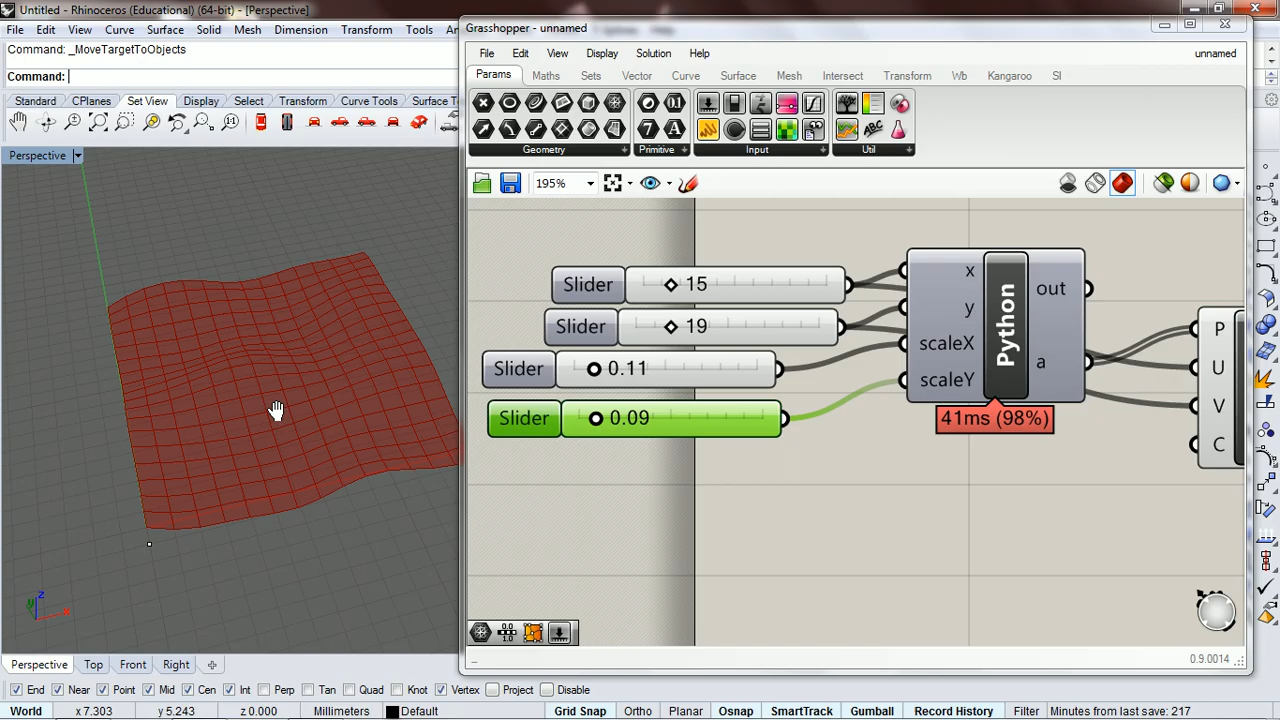 Untitled - Rhinoceros (Educational) (64-bit) - [Perspective]
File Edit View Curve Surface Solid Mesh Dimension Transform Tools
Command: _MoveTargetToObjects
Command:
Standard CPlanes Set View Display Select Transform Curve Tools Surface To
Perspective
Grasshopper - unnamed
File Edit View Display Solution Help unnamed
Params Maths Sets Vector Curve Surface Mesh Intersect Transform Wb Kangaroo SI
Geometry Primitive Input Util
195%
Slider 15
Slider 19
Slider 0.11
Slider 0.09
x
y
scaleX
scaleY
Python
out
a
41ms (98%)
P
U
V
C
0.9.0014
z
y
x
Perspective Top Front Right
End Near Point Mid Cen Int Perp Tan Quad Knot Vertex Project Disable
World x 7.303 y 5.243 z 0.000 Millimeters Default Grid Snap Ortho Planar Osnap SmartTrack Gumball Record History Filter Minutes from last save: 217